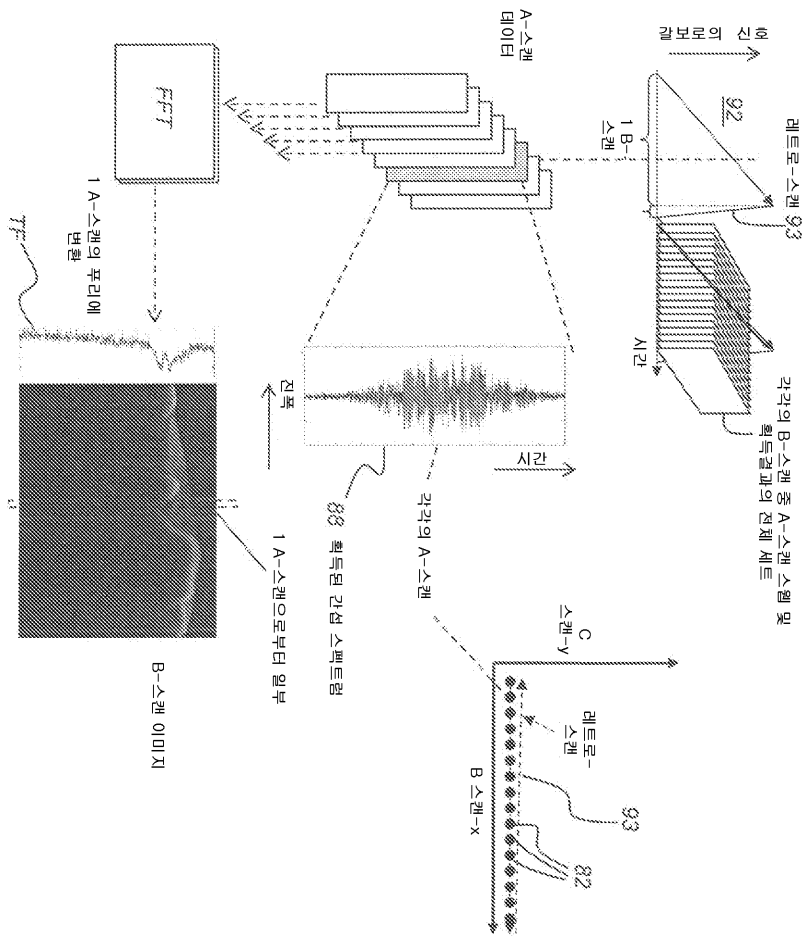 갈보로의 신호
레트로-스캔 93
각각의 B-스캔 중 A-스캔 스윕 및
획득결과의 전체 세트
92
1 B-
스캔
시간
A-스캔
데이터
FFT
1 A-스캔의 푸리에
변환
TF
진폭
시간
88 획득된 간섭 스펙트럼
각각의 A-스캔
1 A-스캔으로부터 일부
B-스캔 이미지
C
스캔-y
레트로-
스캔
93
82
B 스캔-x